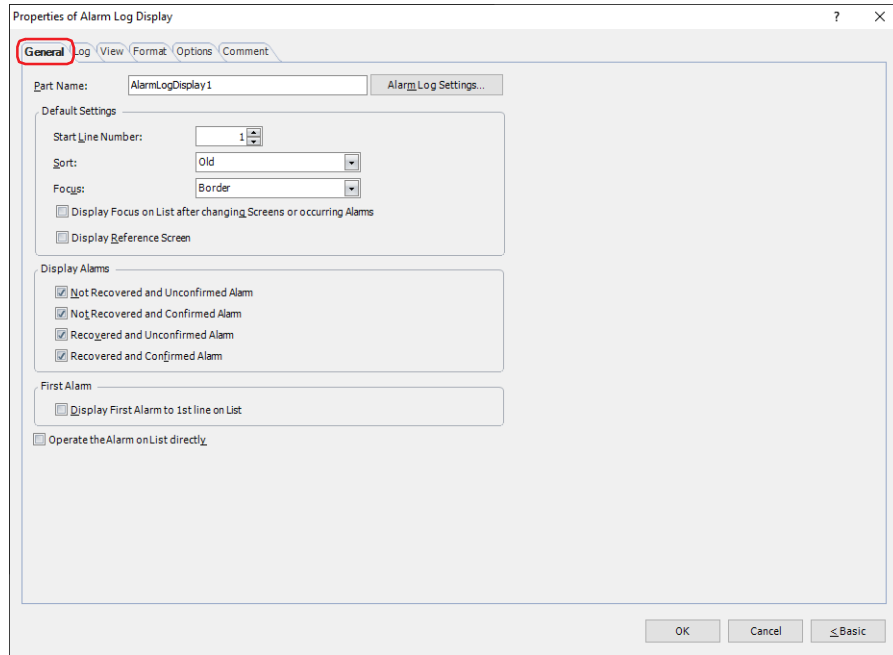 Properties of Alarm Log Display
General Log View Format Options Comment
Part Name: AlarmLogDisplay1 Alarm Log Settings...
Default Settings
Start Line Number: 1
Sort: Old
Focus: Border
Display Focus on List after changing Screens or occurring Alarms
Display Reference Screen
Display Alarms
Not Recovered and Unconfirmed Alarm
Not Recovered and Confirmed Alarm
Recovered and Unconfirmed Alarm
Recovered and Confirmed Alarm
First Alarm
Display First Alarm to 1st line on List
Operate the Alarm on List directly
OK Cancel < Basic